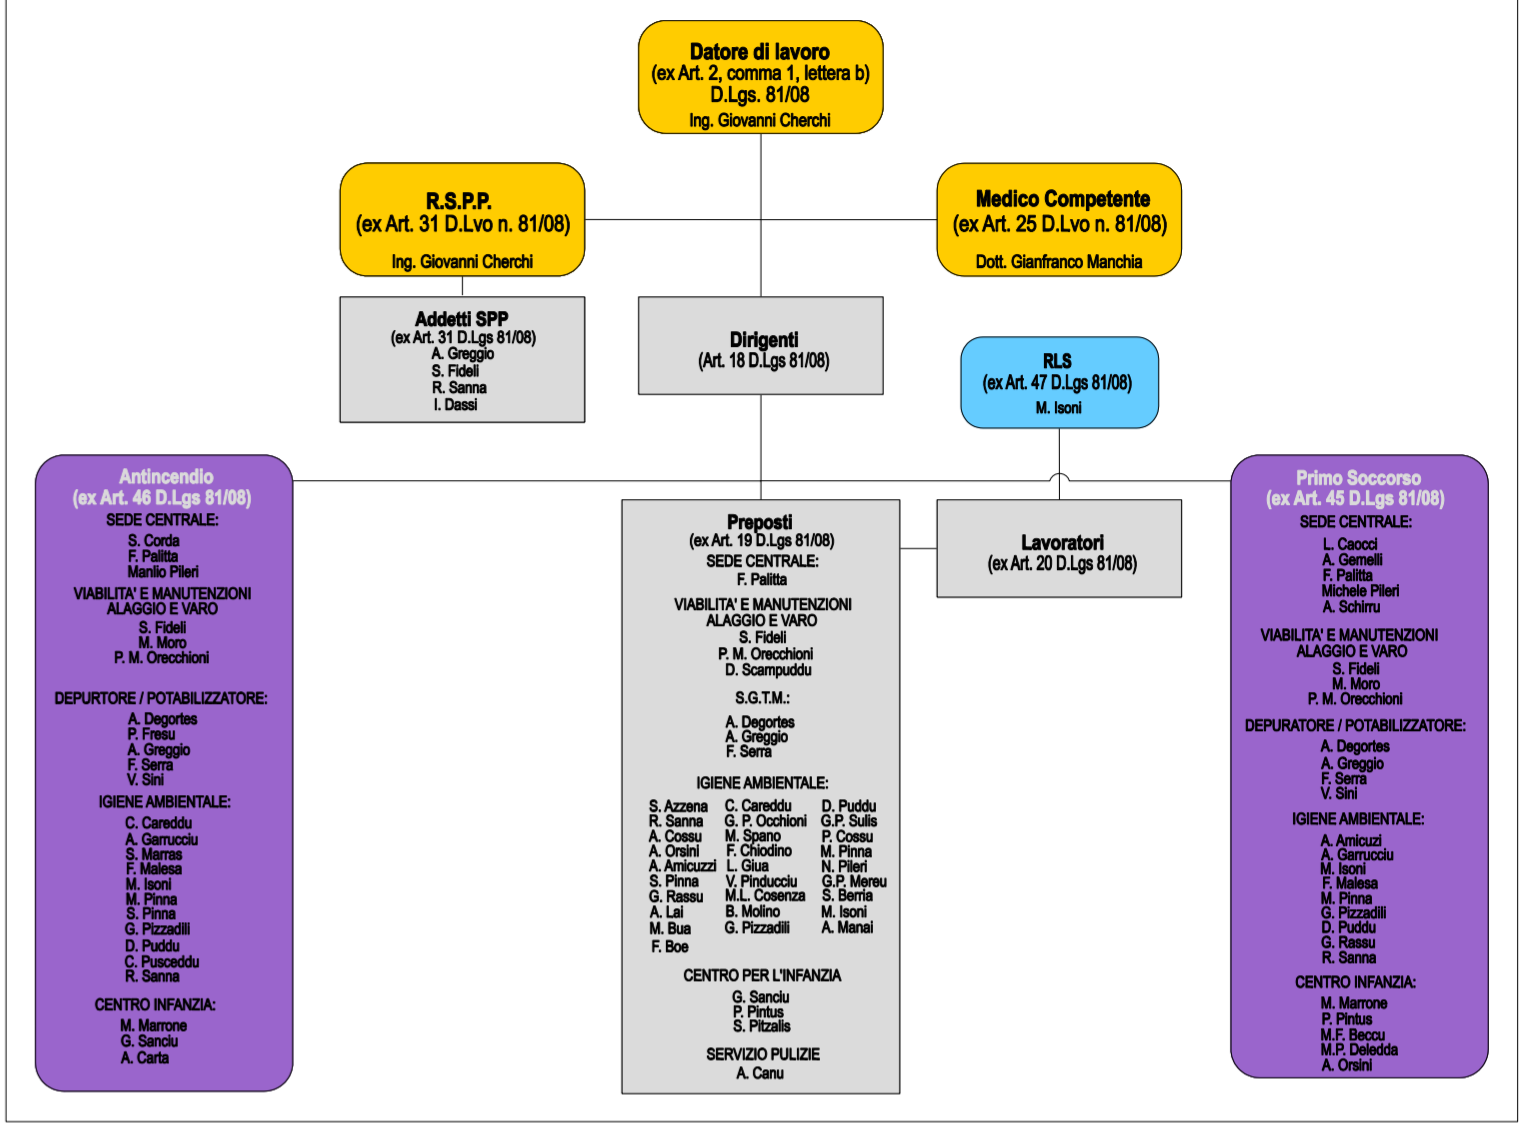 Datore di lavoro
(ex Art. 2, comma 1, lettera b)
D.Lgs. 81/08
Ing. Giovanni Cherchi
R.S.P.P.
(ex Art. 31 D.Lvo n. 81/08)
Ing. Giovanni Cherchi
Medico Competente
(ex Art. 25 D.Lvo n. 81/08)
Dott. Gianfranco Manchia
Addetti SPP
(ex Art. 31 D.Lgs 81/08)
A. Greggio
S. Fideli
R. Sanna
I. Dassi
Dirigenti
(Art. 18 D.Lgs 81/08)
RLS
(ex Art. 47 D.Lgs 81/08)
M. Isoni
Antincendio
(ex Art. 46 D.Lgs 81/08)
SEDE CENTRALE:
S. Corda
F. Palitta
Manlio Pileri
VIABILITA' E MANUTENZIONI
ALAGGIO E VARO
S. Fideli
M. Moro
P. M. Orecchioni
DEPURTORE / POTABILIZZATORE:
A. Degortes
P. Fresu
A. Greggio
F. Serra
V. Sini
IGIENE AMBIENTALE:
C. Careddu
A. Garrucciu
S. Marras
F. Malesa
M. Isoni
M. Pinna
S. Pinna
G. Pizzadili
D. Puddu
C. Pusceddu
R. Sanna
CENTRO INFANZIA:
M. Marrone
G. Sanciu
A. Carta
Preposti
(ex Art. 19 D.Lgs 81/08)
SEDE CENTRALE:
F. Palitta
VIABILITA' E MANUTENZIONI
ALAGGIO E VARO
S. Fideli
P. M. Orecchioni
D. Scampuddu
S.G.T.M.:
A. Degortes
A. Greggio
F. Serra
IGIENE AMBIENTALE:
S. Azzena C. Careddu D. Puddu
R. Sanna G. P. Occhioni G.P. Sulis
A. Cossu M. Spano P. Cossu
A. Orsini F. Chiodino M. Pinna
A. Amicuzzi L. Giua N. Pileri
S. Pinna V. Pinducciu G.P. Mereu
G. Rassu M.L. Cosenza S. Berria
A. Lai B. Molino M. Isoni
M. Bua G. Pizzadili A. Manai
F. Boe
CENTRO PER L'INFANZIA
G. Sanciu
P. Pintus
S. Pitzalis
SERVIZIO PULIZIE
A. Canu
Lavoratori
(ex Art. 20 D.Lgs 81/08)
Primo Soccorso
(ex Art. 45 D.Lgs 81/08)
SEDE CENTRALE:
L. Caocci
A. Gemelli
F. Palitta
Michele Pileri
A. Schirru
VIABILITA' E MANUTENZIONI
ALAGGIO E VARO
S. Fideli
M. Moro
P. M. Orecchioni
DEPURATORE / POTABILIZZATORE:
A. Degortes
A. Greggio
F. Serra
V. Sini
IGIENE AMBIENTALE:
A. Amicuzi
A. Garrucciu
M. Isoni
F. Malesa
M. Pinna
G. Pizzadili
D. Puddu
G. Rassu
R. Sanna
CENTRO INFANZIA:
M. Marrone
P. Pintus
M.F. Beccu
M.P. Deledda
A. Orsini